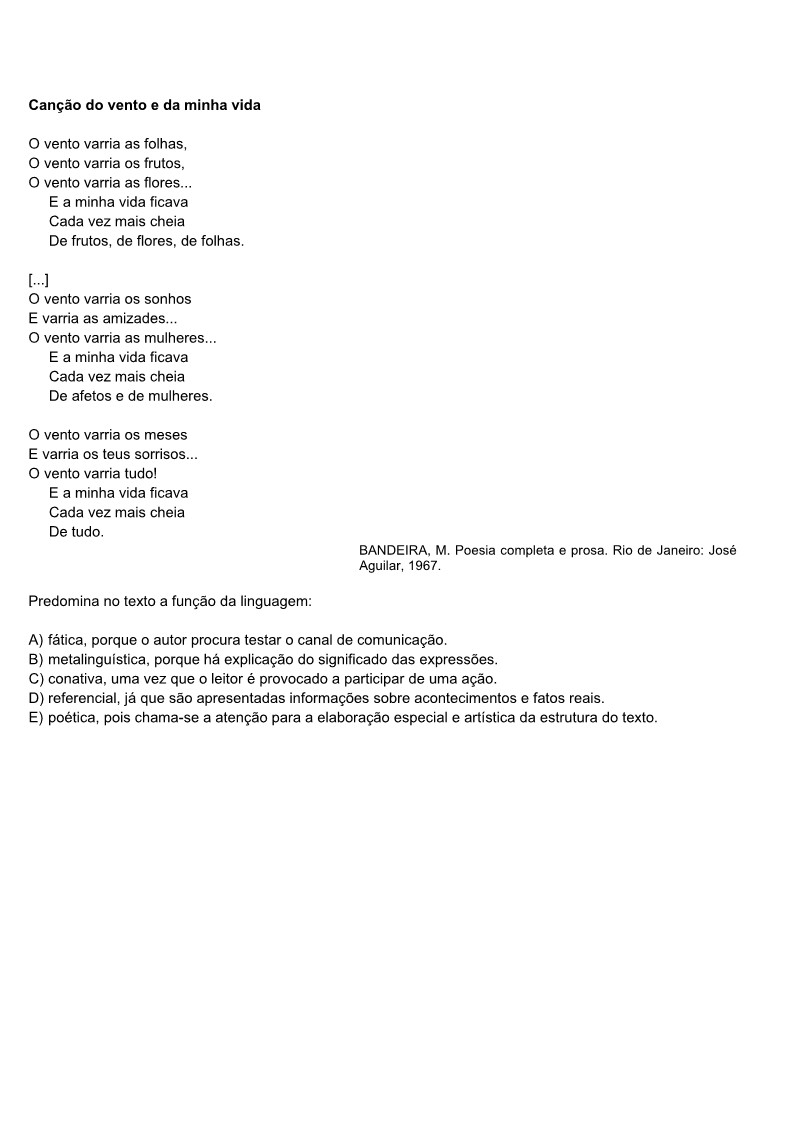 Canção do vento e da minha vida
O vento varria as folhas,
O vento varria os frutos,
O vento varria as flores...
E a minha vida ficava
Cada vez mais cheia
De frutos, de flores, de folhas.
[...]
O vento varria os sonhos
E varria as amizades...
O vento varria as mulheres...
E a minha vida ficava
Cada vez mais cheia
De afetos e de mulheres.
O vento varria os meses
E varria os teus sorrisos...
O vento varria tudo!
E a minha vida ficava
Cada vez mais cheia
De tudo.
BANDEIRA, M. Poesia completa e prosa. Rio de Janeiro: José
Aguilar, 1967.
Predomina no texto a função da linguagem:
A) fática, porque o autor procura testar o canal de comunicação.
B) metalinguística, porque há explicação do significado das expressões.
C) conativa, uma vez que o leitor é provocado a participar de uma ação.
D) referencial, já que são apresentadas informações sobre acontecimentos e fatos reais.
E) poética, pois chama-se a atenção para a elaboração especial e artística da estrutura do texto.